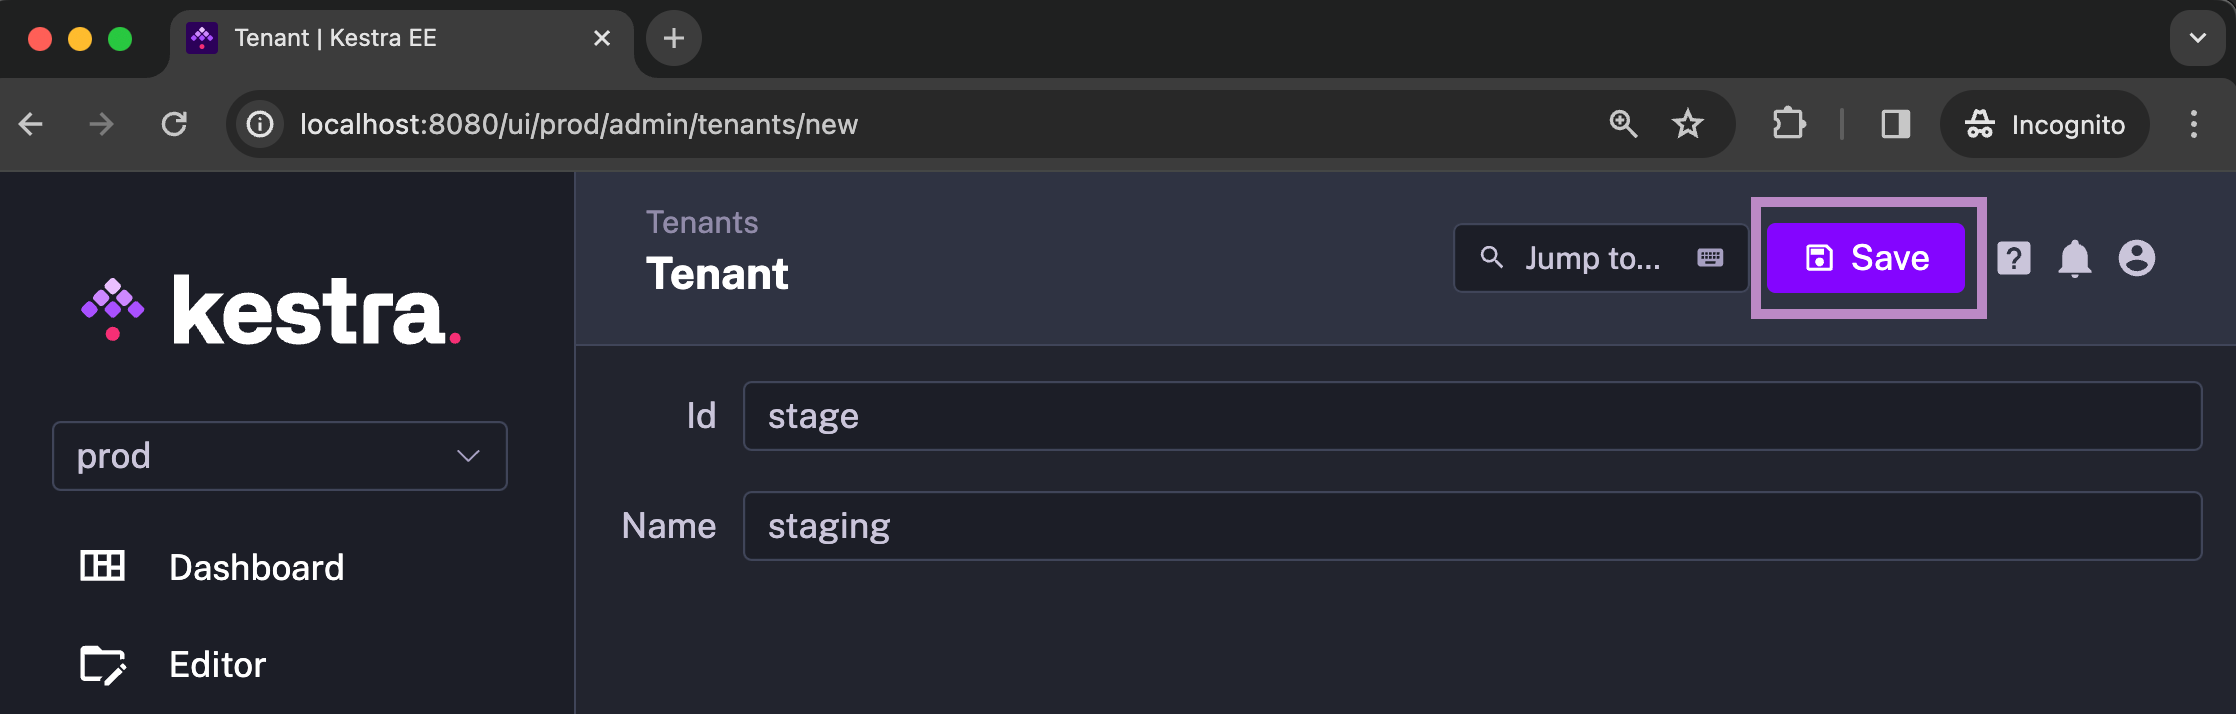 Tenant | Kestra EE
localhost:8080/ui/prod/admin/tenants/new
Incognito
kestra.
prod
Dashboard
Editor
Tenants
Tenant
Jump to...
Save
?
Id
stage
Name
staging